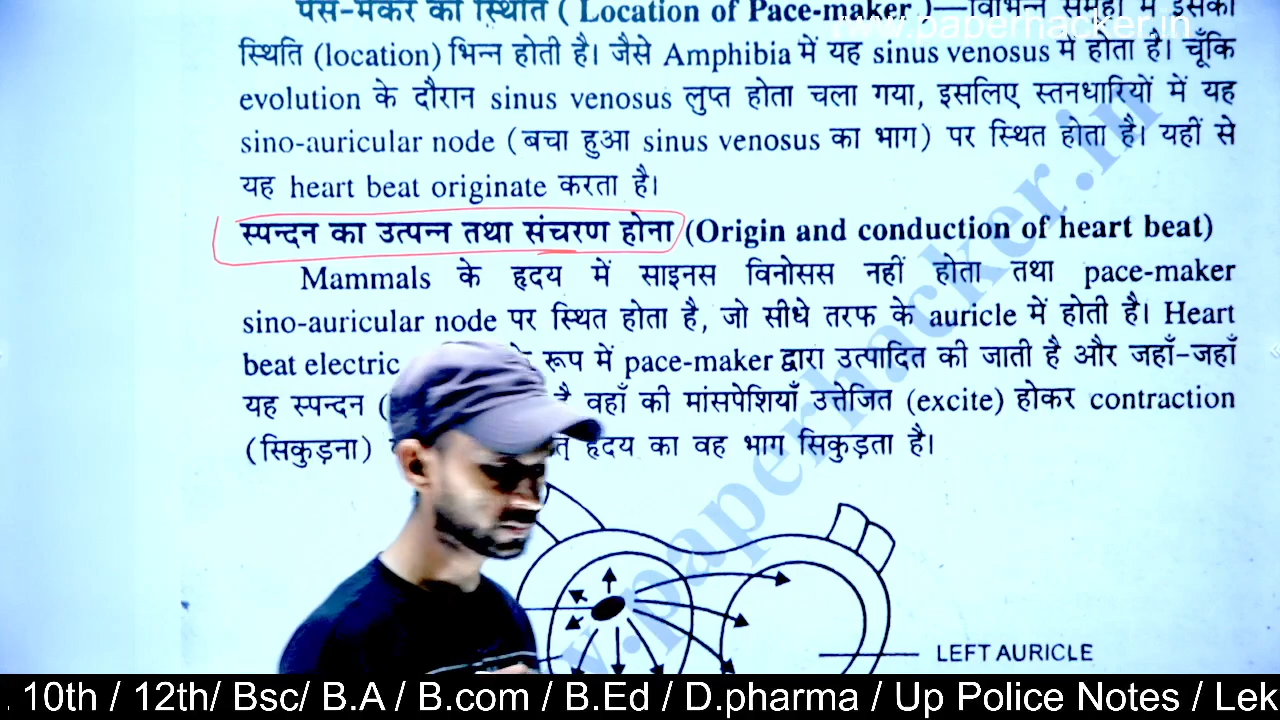 पेस-मेकर की स्थिति ( Location of Pace-maker )—विभिन्न समूहों में इसकी
www.paperhacker.in
स्थिति (location) भिन्न होती है। जैसे Amphibia में यह sinus venosus में होता है। चूँकि
evolution के दौरान sinus venosus लुप्त होता चला गया, इसलिए स्तनधारियों में यह
sino-auricular node (बचा हुआ sinus venosus का भाग) पर स्थित होता है। यहीं से
यह heart beat originate करता है।
स्पन्दन का उत्पन्न तथा संचरण होना (Origin and conduction of heart beat)
Mammals के हृदय में साइनस विनोसस नहीं होता तथा pace-maker
sino-auricular node पर स्थित होता है, जो सीधे तरफ के auricle में होती है। Heart
beat electric रूप में pace-maker द्वारा उत्पादित की जाती है और जहाँ-जहाँ
यह स्पन्दन ( है वहाँ की मांसपेशियाँ उत्तेजित (excite) होकर contraction
(सिकुड़ना) हृदय का वह भाग सिकुड़ता है।
www.paperhacker.in
LEFT AURICLE
. 10th / 12th/ Bsc/ B.A / B.com / B.Ed / D.pharma / Up Police Notes / Lek